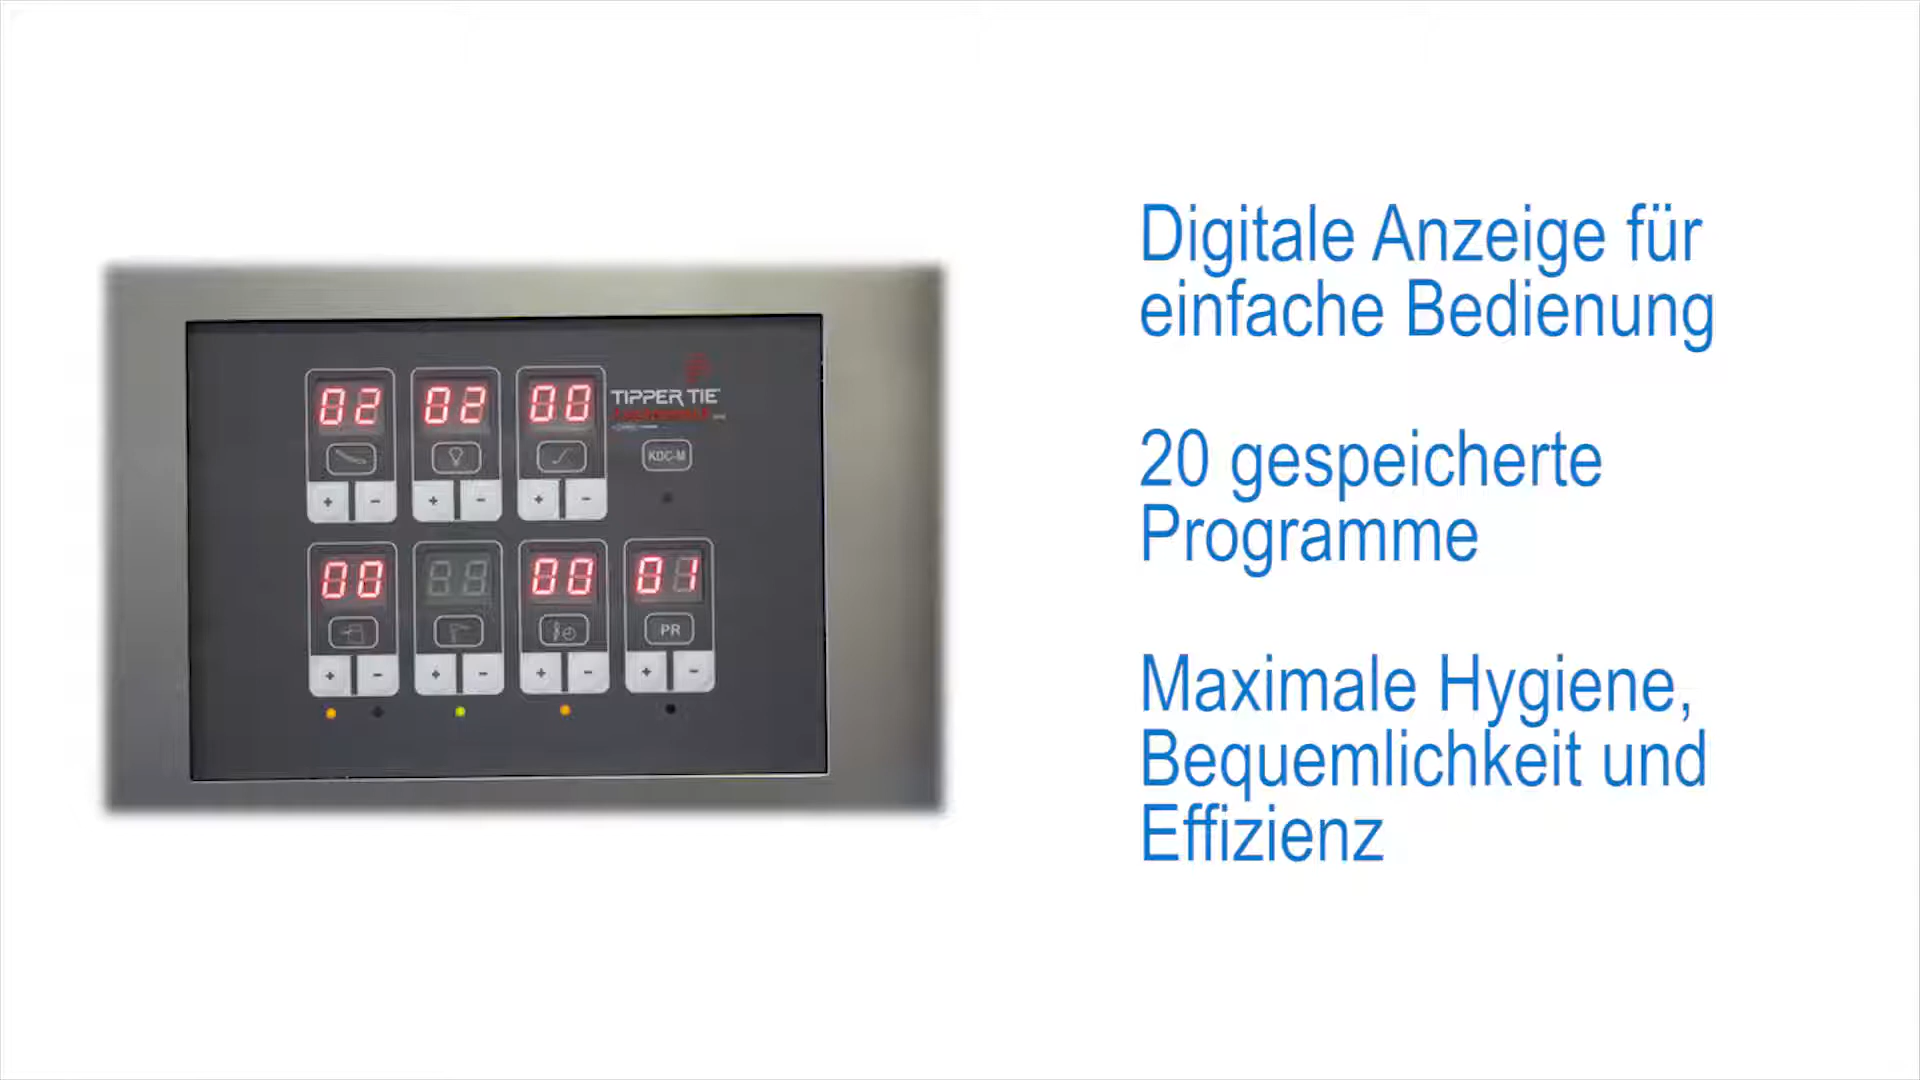 Digitale Anzeige für
einfache Bedienung
20 gespeicherte
Programme
Maximale Hygiene,
Bequemlichkeit und
Effizienz
02 02 00
TIPPER TIE
KDC-M
+ - + - + -
00 00 01
PR
+ - + - + - + -